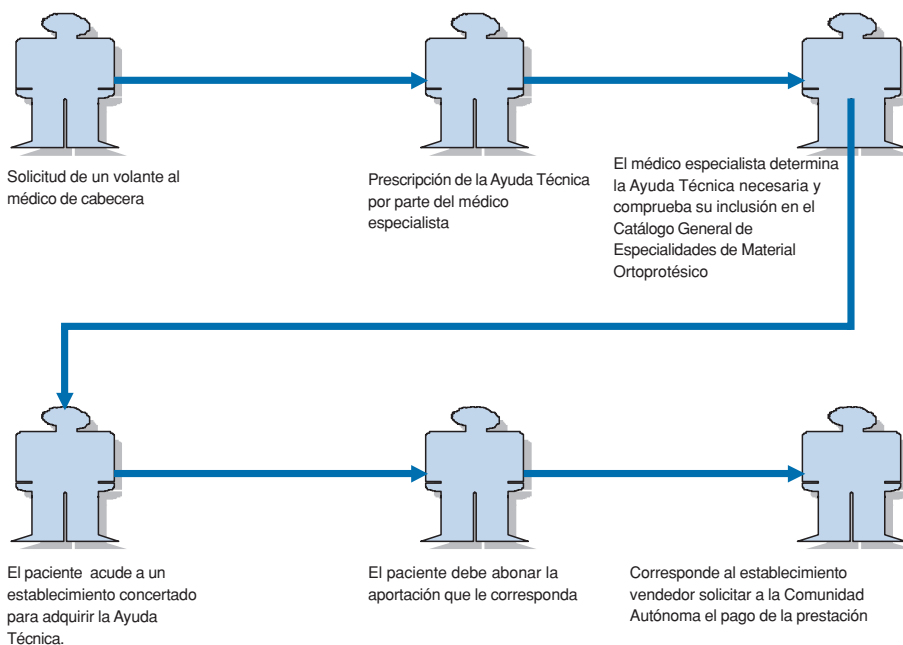 Solicitud de un volante al
médico de cabecera
Prescripción de la Ayuda Técnica
por parte del médico
especialista
El médico especialista determina
la Ayuda Técnica necesaria y
comprueba su inclusión en el
Catálogo General de
Especialidades de Material
Ortoprotésico
El paciente acude a un
establecimiento concertado
para adquirir la Ayuda
Técnica.
El paciente debe abonar la
aportación que le corresponda
Corresponde al establecimiento
vendedor solicitar a la Comunidad
Autónoma el pago de la prestación